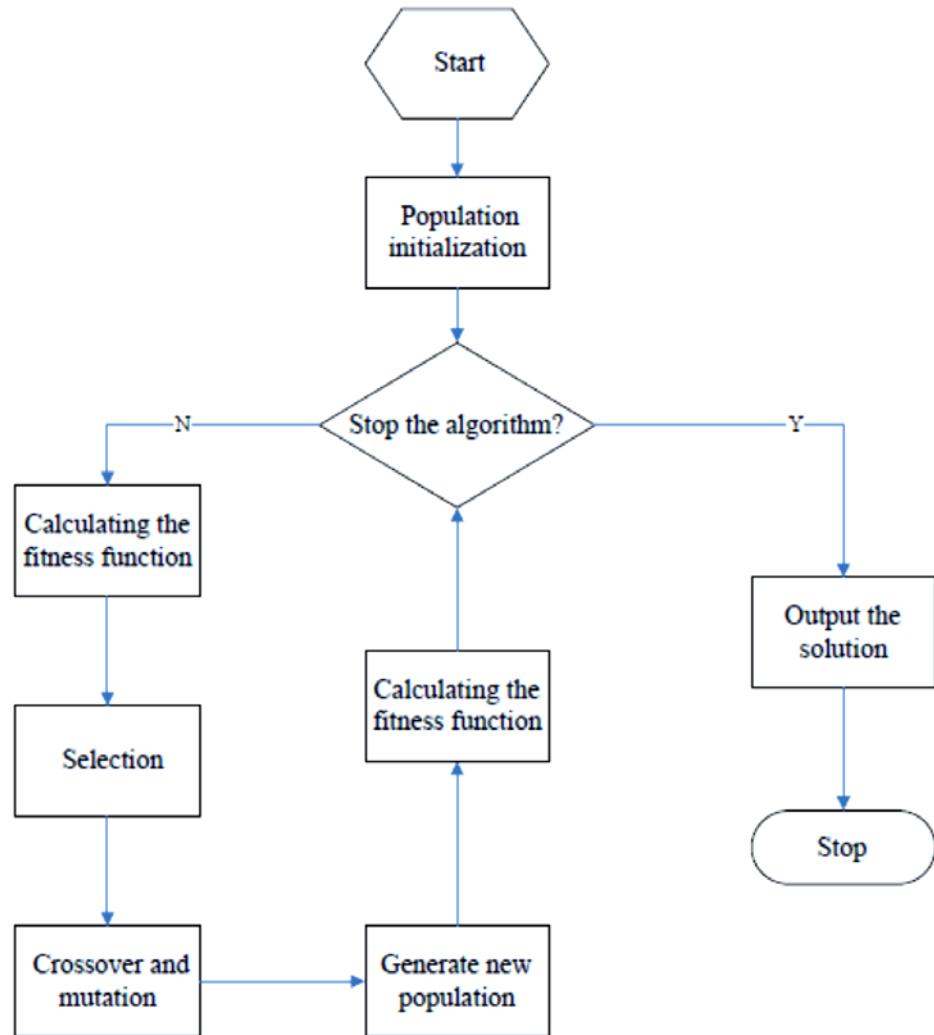 Start
Population
initialization
Stop the algorithm?
N
Y
Calculating the
fitness function
Output the
solution
Calculating the
fitness function
Selection
Stop
Crossover and
mutation
Generate new
population